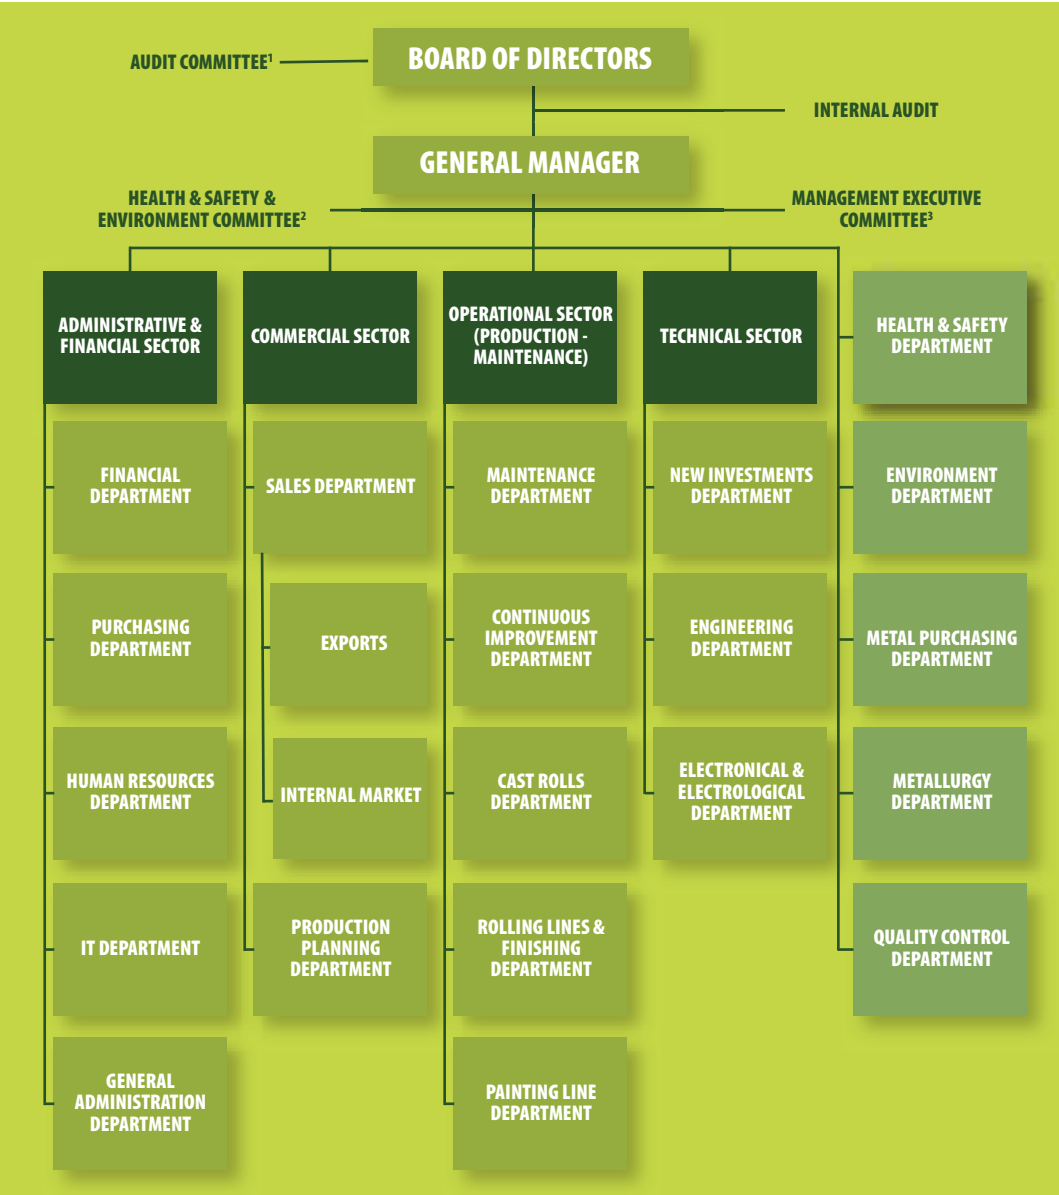 AUDIT COMMITTEE¹
BOARD OF DIRECTORS
INTERNAL AUDIT
GENERAL MANAGER
HEALTH & SAFETY &
ENVIRONMENT COMMITTEE²
MANAGEMENT EXECUTIVE
COMMITTEE³
ADMINISTRATIVE &
FINANCIAL SECTOR
COMMERCIAL SECTOR
OPERATIONAL SECTOR
(PRODUCTION -
MAINTENANCE)
TECHNICAL SECTOR
HEALTH & SAFETY
DEPARTMENT
FINANCIAL
DEPARTMENT
SALES DEPARTMENT
MAINTENANCE
DEPARTMENT
NEW INVESTMENTS
DEPARTMENT
ENVIRONMENT
DEPARTMENT
PURCHASING
DEPARTMENT
EXPORTS
CONTINUOUS
IMPROVEMENT
DEPARTMENT
ENGINEERING
DEPARTMENT
METAL PURCHASING
DEPARTMENT
HUMAN RESOURCES
DEPARTMENT
INTERNAL MARKET
CAST ROLLS
DEPARTMENT
ELECTRONICAL &
ELECTROLOGICAL
DEPARTMENT
METALLURGY
DEPARTMENT
IT DEPARTMENT
PRODUCTION
PLANNING
DEPARTMENT
ROLLING LINES &
FINISHING
DEPARTMENT
QUALITY CONTROL
DEPARTMENT
GENERAL
ADMINISTRATION
DEPARTMENT
PAINTING LINE
DEPARTMENT